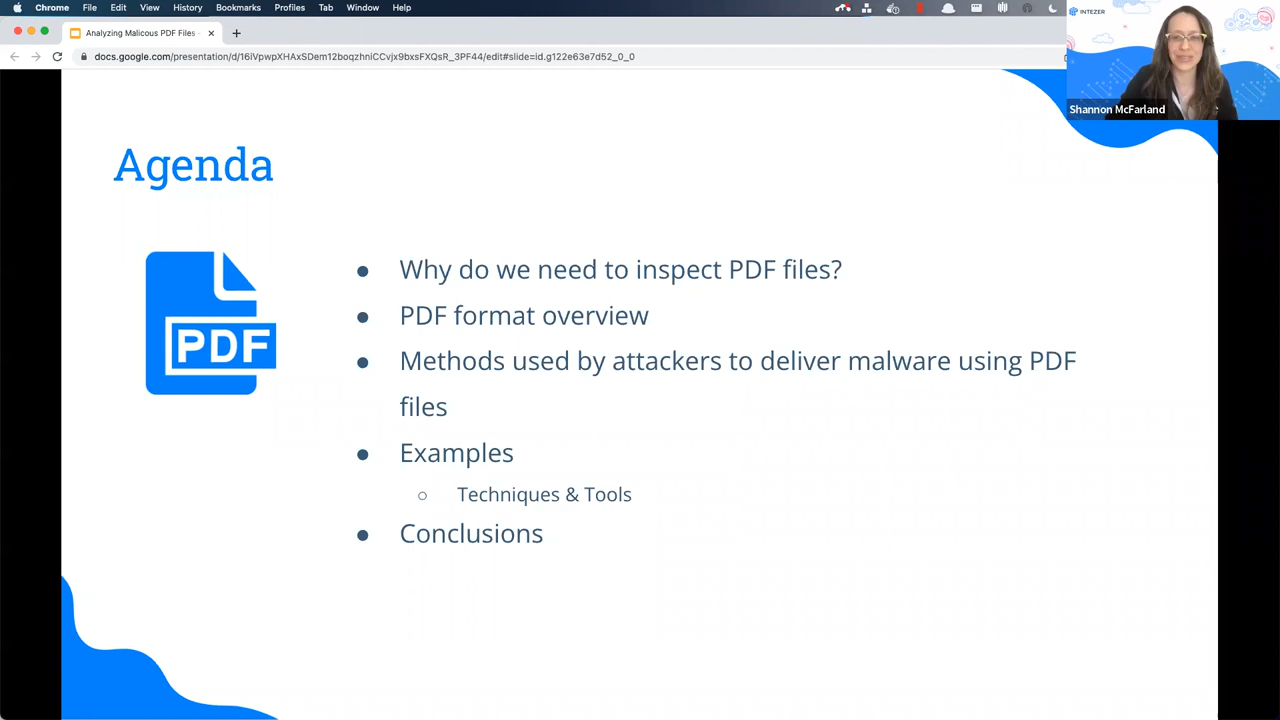 Chrome File Edit View History Bookmarks Profiles Tab Window Help
Analyzing Malicous PDF Files
docs.google.com/presentation/d/16iVpwpXHAxSDem12boqzhniCCvjx9bxsFXQsR_3PF44/edit#slide=id.g122e63e7d52_0_0
INTEZER
Shannon McFarland
Agenda
PDF
● Why do we need to inspect PDF files?
● PDF format overview
● Methods used by attackers to deliver malware using PDF
files
● Examples
○ Techniques & Tools
● Conclusions